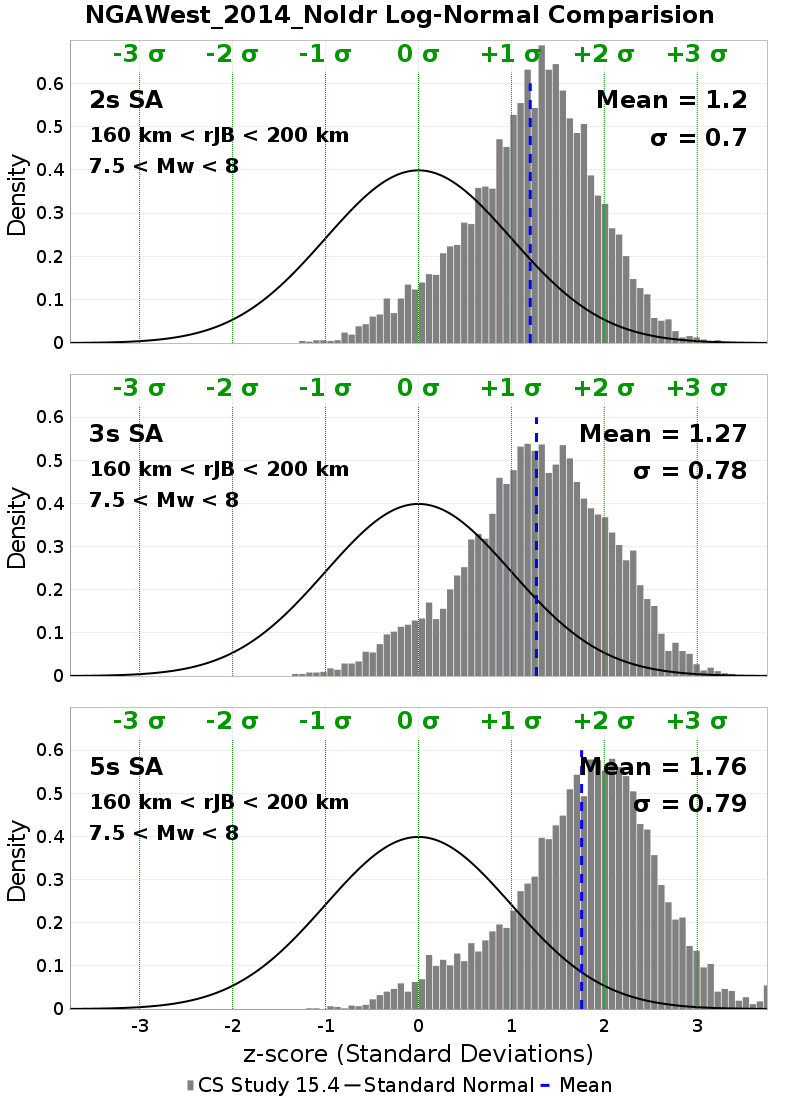 NGAWest_2014_NoIdr Log-Normal Comparision
-3 σ -2 σ -1 σ 0 σ +1 σ +2 σ +3 σ
0.6
2s SA Mean = 1.2
0.5
160 km < rJB < 200 km σ = 0.7
7.5 < Mw < 8
0.4
0.3
0.2
0.1
0
Density
-3 σ -2 σ -1 σ 0 σ +1 σ +2 σ +3 σ
0.6
3s SA Mean = 1.27
0.5
160 km < rJB < 200 km σ = 0.78
7.5 < Mw < 8
0.4
0.3
0.2
0.1
0
Density
-3 σ -2 σ -1 σ 0 σ +1 σ +2 σ +3 σ
0.6
5s SA Mean = 1.76
0.5
160 km < rJB < 200 km σ = 0.79
7.5 < Mw < 8
0.4
0.3
0.2
0.1
0
Density
-3 -2 -1 0 1 2 3
z-score (Standard Deviations)
CS Study 15.4 Standard Normal Mean